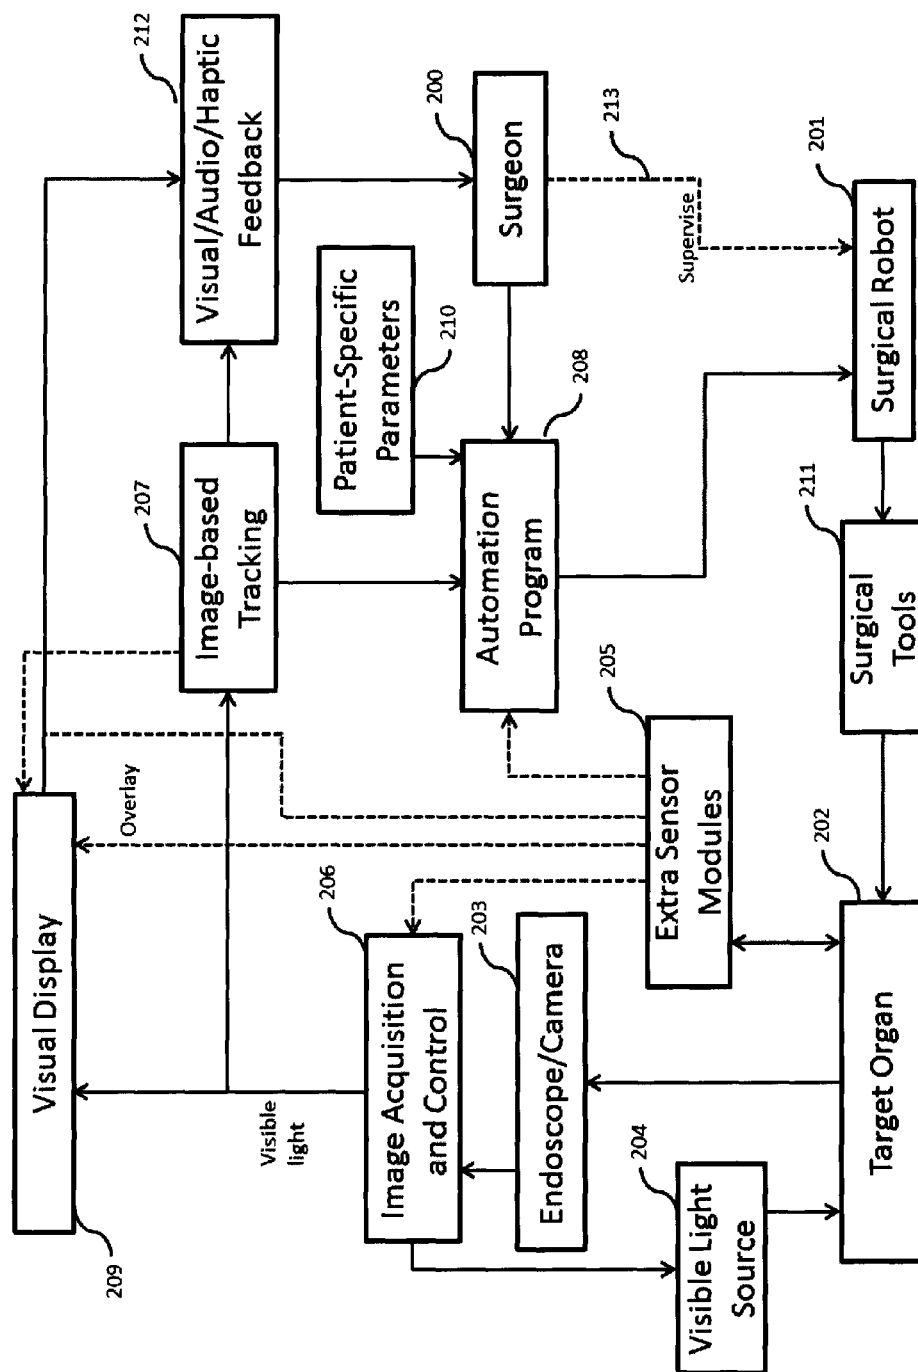 Visual Display
209
Overlay
207
212
Image-based
Tracking
Visual/Audio/Haptic
Feedback
Visible
light
206
Patient-Specific
Parameters
210
200
Image Acquisition
and Control
203
Automation
Program
208
Surgeon
213
Endoscope/Camera
205
204
Extra Sensor
Modules
Supervise
Visible Light
Source
202
211
201
Target Organ
Surgical
Tools
Surgical Robot